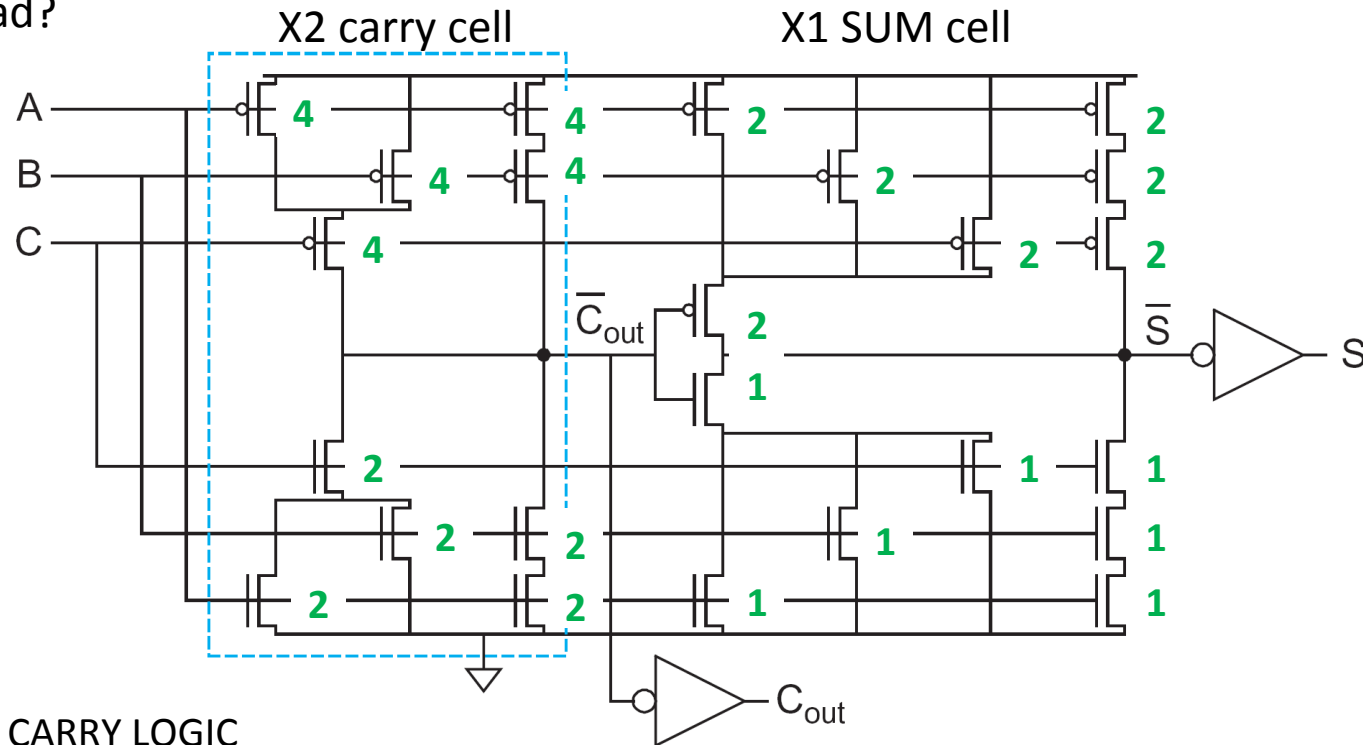 ad?
X2 carry cell X1 SUM cell
A 4 4 2 2
B 4 4 2 2
C 4 2 2
C̅out 2 S̅ S
1
2 1 1
2 2 1 1
2 2 1 1
Cout
CARRY LOGIC